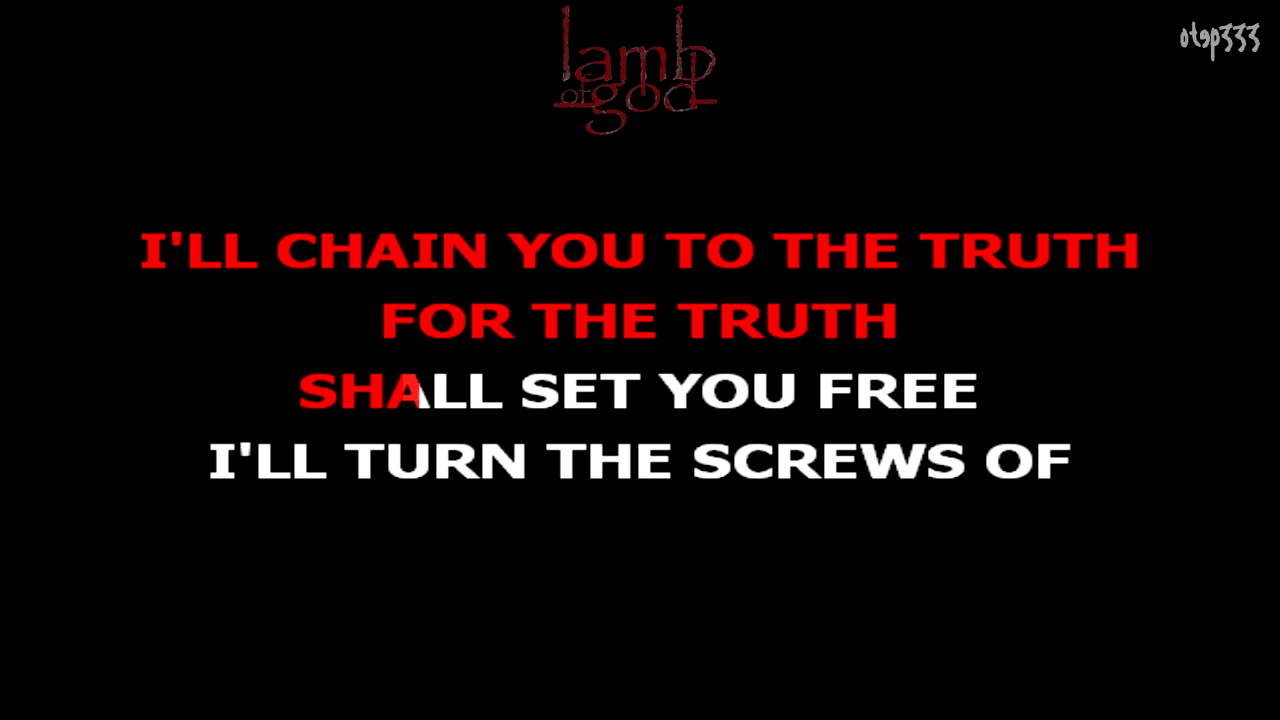 lamb
of god
otep333
I'LL CHAIN YOU TO THE TRUTH
FOR THE TRUTH
SHALL SET YOU FREE
I'LL TURN THE SCREWS OF